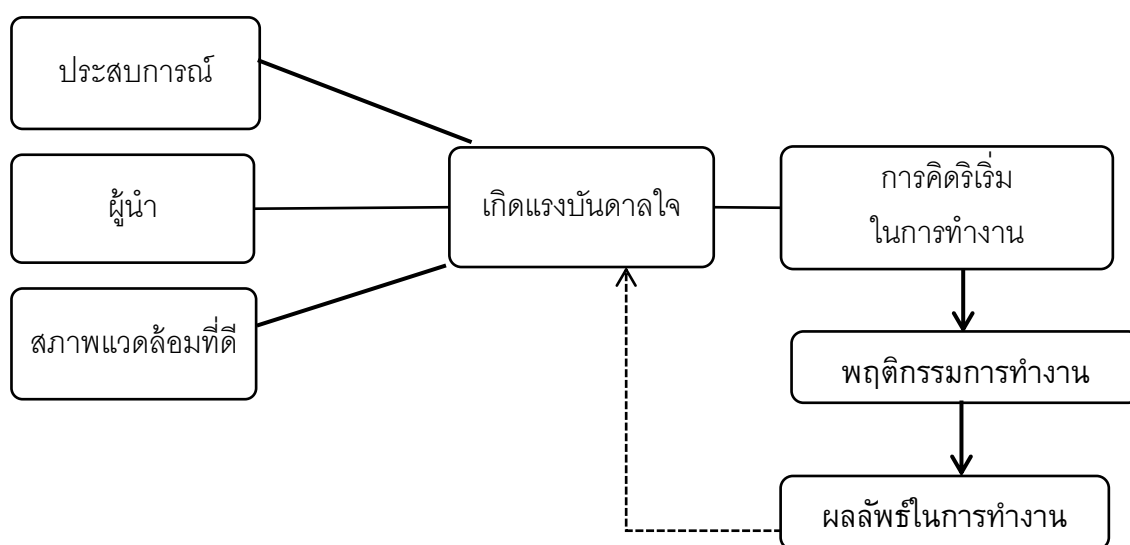 ประสบการณ์
ผู้นำ
สภาพแวดล้อมที่ดี
เกิดแรงบันดาลใจ
การคิดริเริ่ม
ในการทำงาน
พฤติกรรมการทำงาน
ผลลัพธ์ในการทำงาน